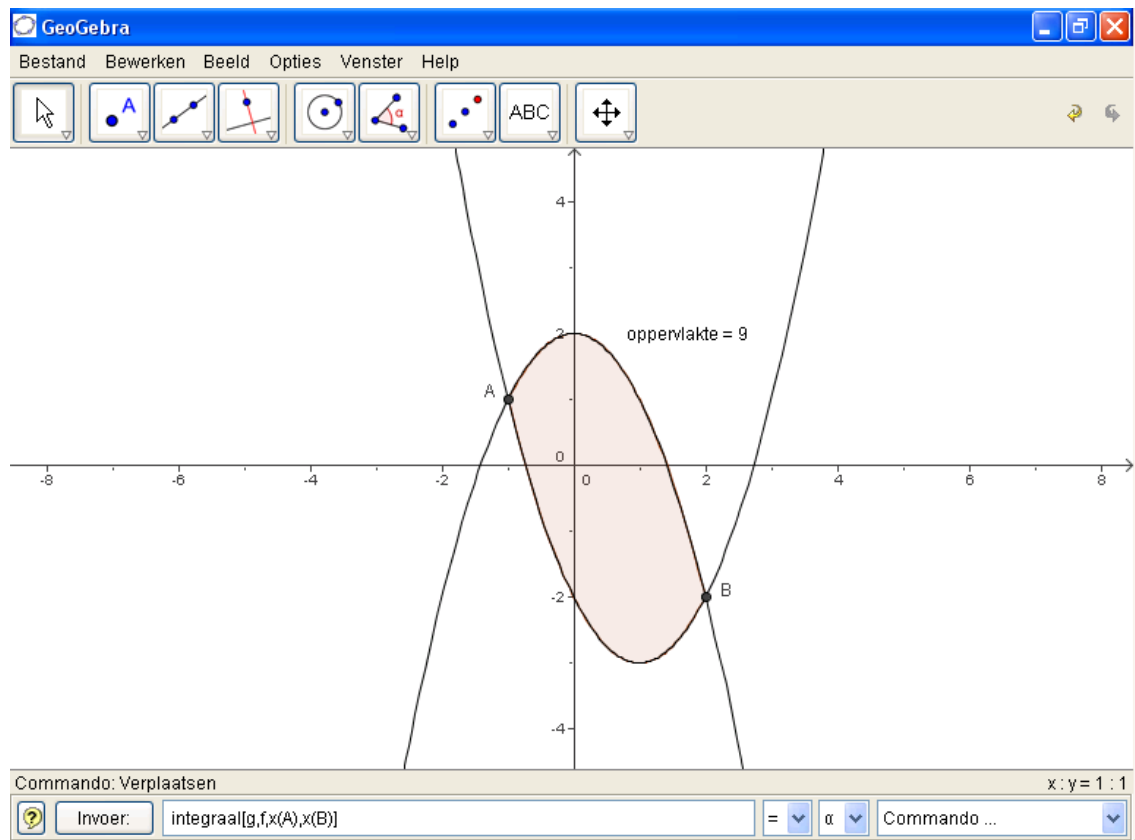 GeoGebra
Bestand Bewerken Beeld Opties Venster Help
A α ABC
4
2
oppervlakte = 9
A
0
-8 -6 -4 -2 0 2 4 6 8
-2
B
-4
Commando: Verplaatsen x : y = 1 : 1
Invoer: integraal[g,f,x(A),x(B)] = α Commando ...